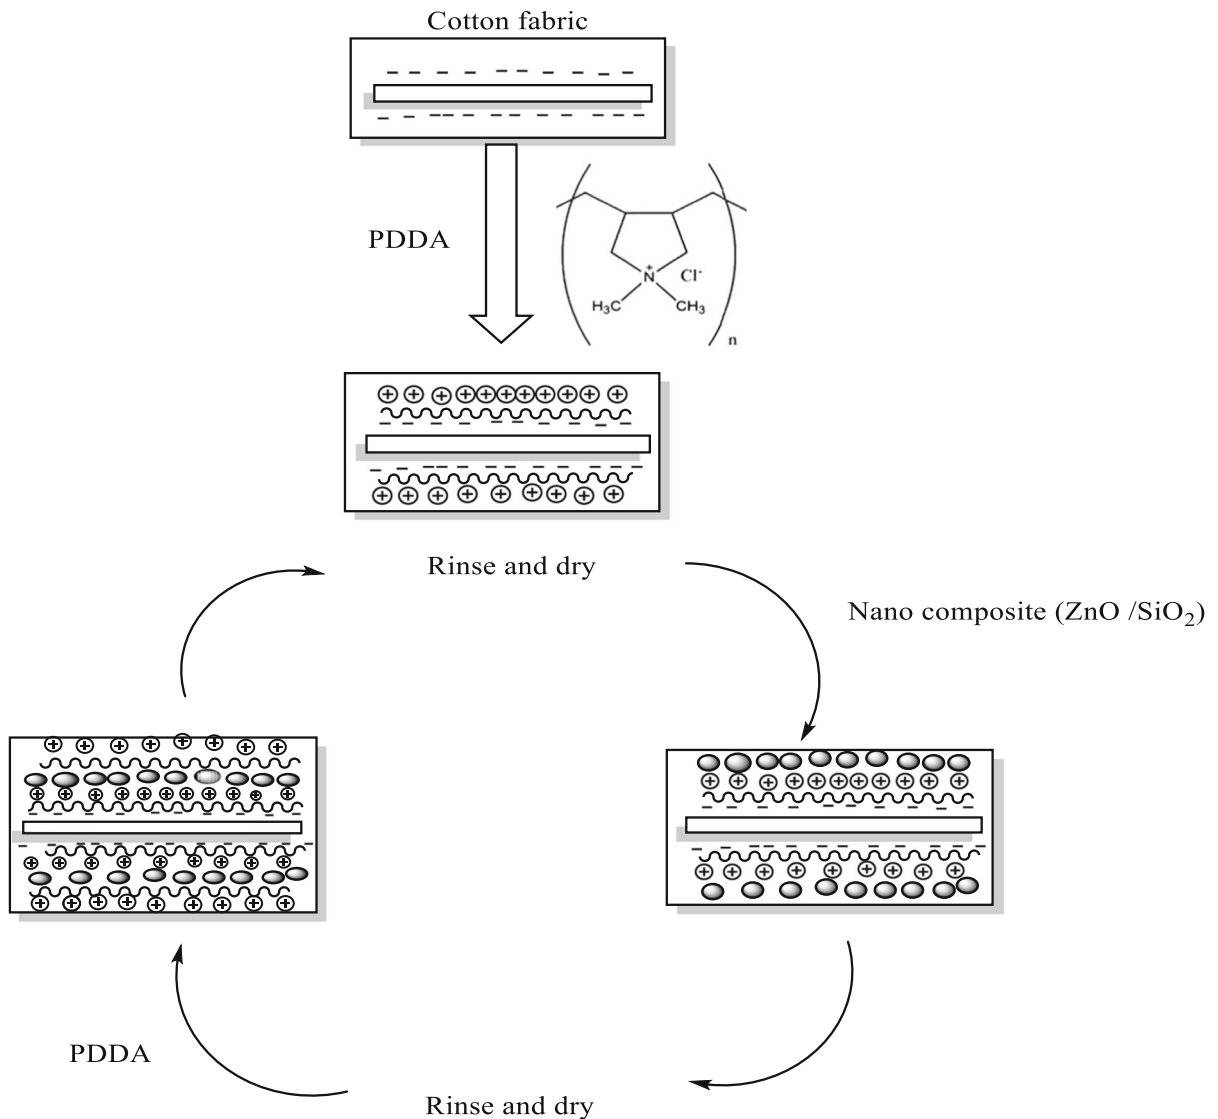 Cotton fabric
PDDA
N+ Cl-
H3C CH3
n
Rinse and dry
Nano composite (ZnO /SiO2)
PDDA
Rinse and dry